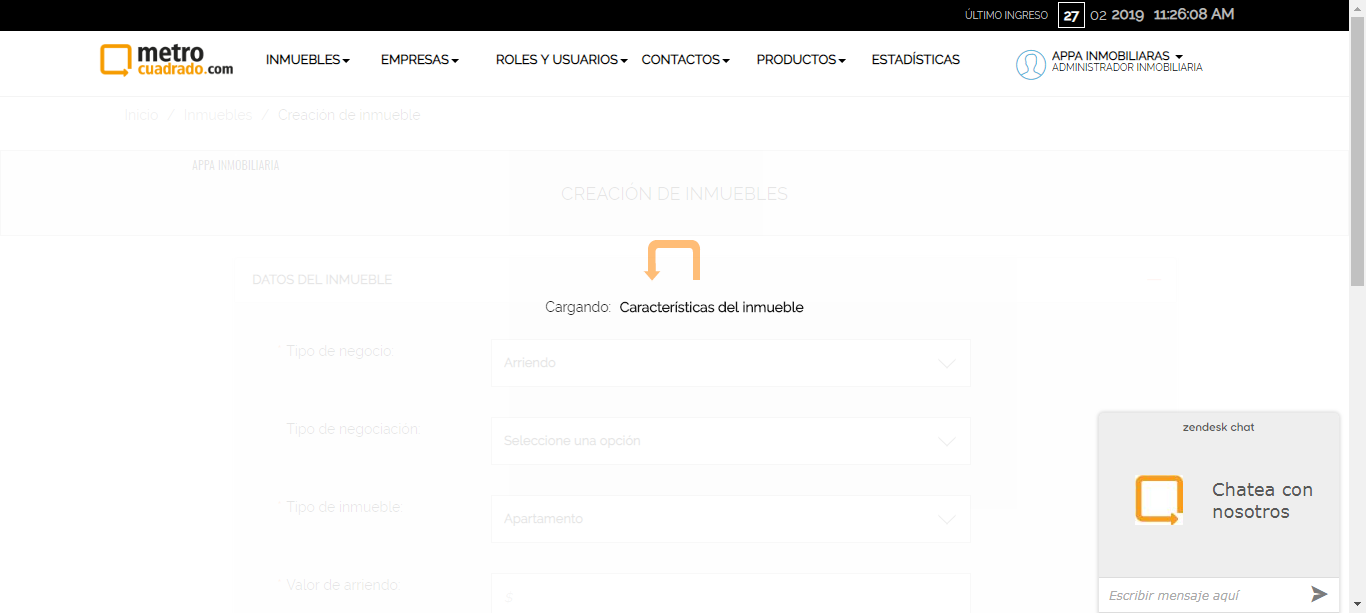 ÚLTIMO INGRESO 27 02 2019 11:26:08 AM
metro
cuadrado.com
INMUEBLES EMPRESAS ROLES Y USUARIOS CONTACTOS PRODUCTOS ESTADÍSTICAS
APPA INMOBILIARAS
ADMINISTRADOR INMOBILIARIA
Inicio / Inmuebles / Creación de inmueble
APPA INMOBILIARIA
CREACIÓN DE INMUEBLES
DATOS DEL INMUEBLE
Cargando: Características del inmueble
* Tipo de negocio:
Arriendo
Tipo de negociación:
Seleccione una opción
* Tipo de inmueble:
Apartamento
* Valor de arriendo:
$
zendesk chat
Chatea con
nosotros
Escribir mensaje aquí